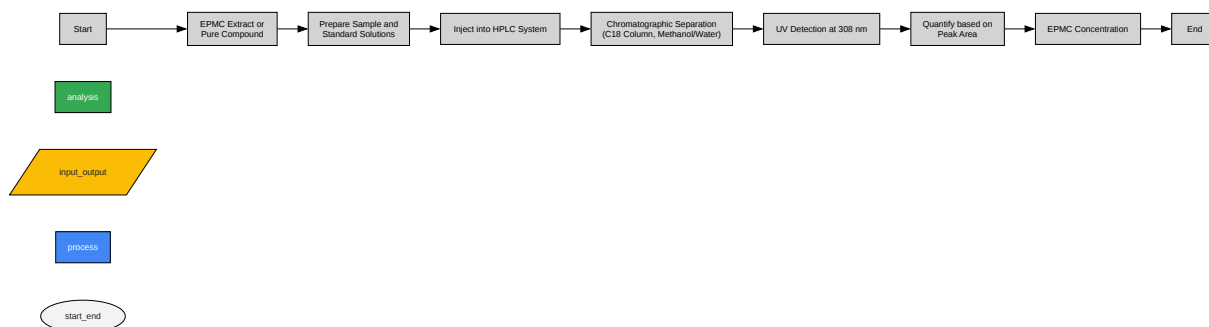 Start
EPMC Extract or
Pure Compound
Prepare Sample and
Standard Solutions
Inject into HPLC System
Chromatographic Separation
(C18 Column, Methanol/Water)
UV Detection at 308 nm
Quantify based on
Peak Area
EPMC Concentration
End
analysis
input_output
process
start_end